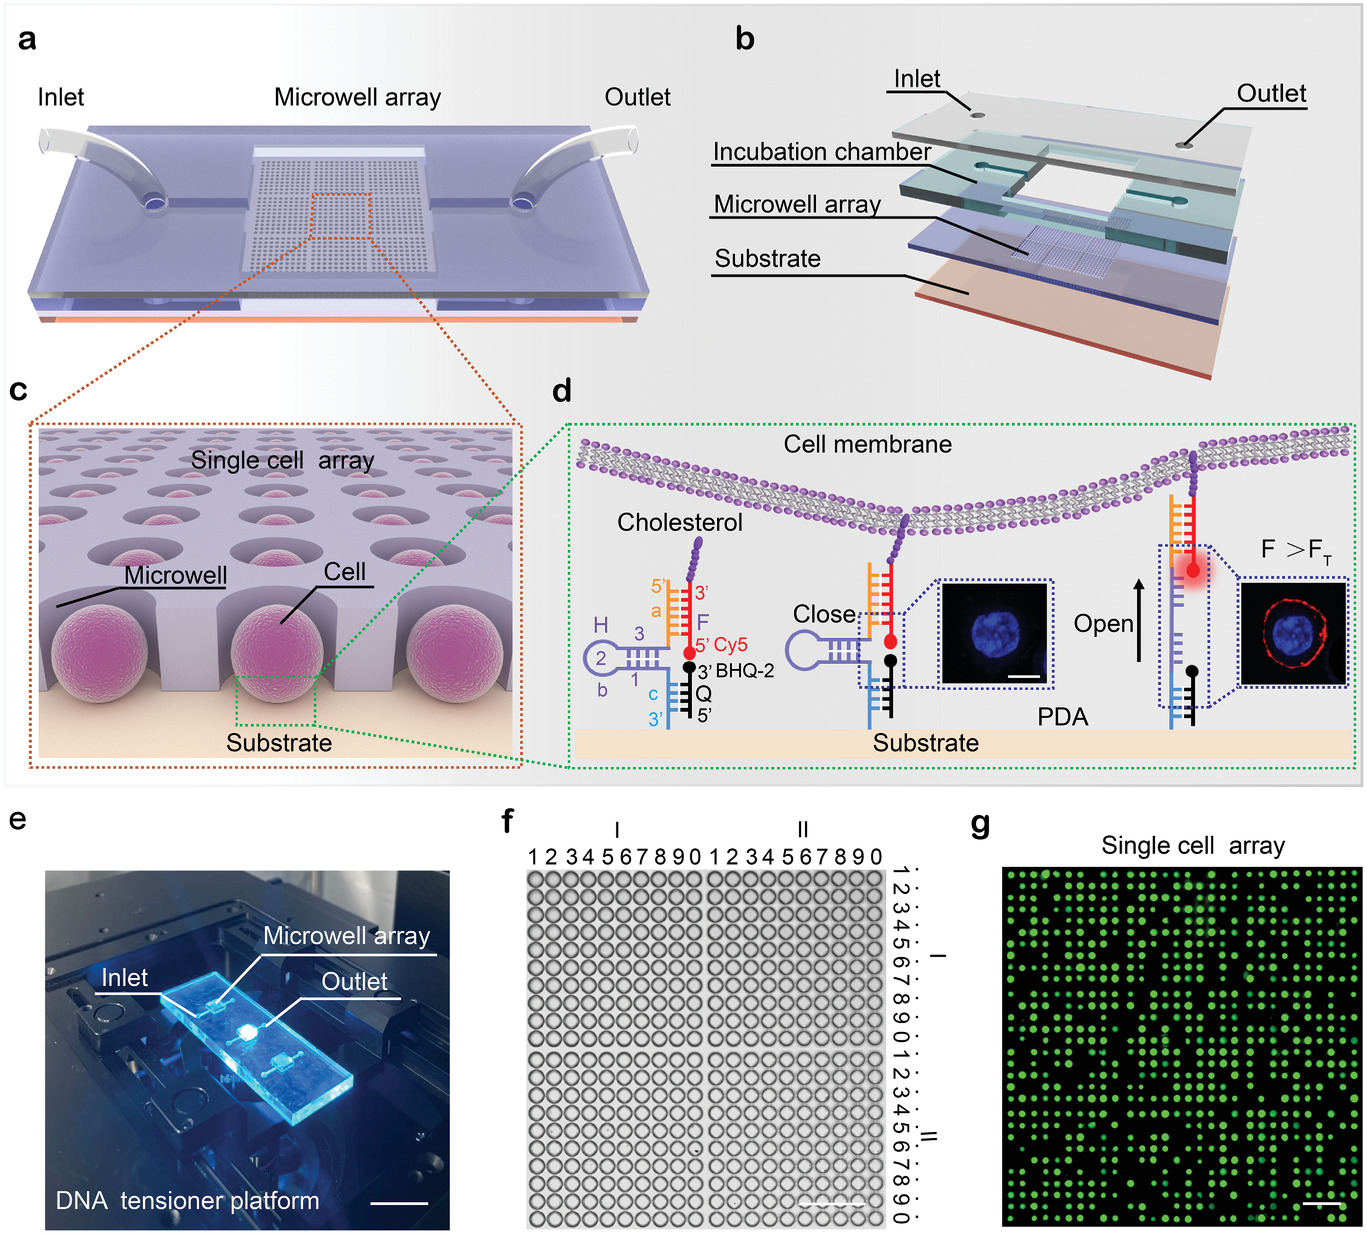 a
Inlet
Microwell array
Outlet
b
Inlet
Outlet
Incubation chamber
Microwell array
Substrate
c
Single cell array
Microwell
Cell
Substrate
d
Cell membrane
Cholesterol
5’
3’
a
F
H
3
5’ Cy5
2
3’ BHQ-2
b
1
c
Q
3’
5’
Close
Open
F >F_T
PDA
Substrate
e
Microwell array
Inlet
Outlet
DNA tensioner platform
f
I
II
1 2 3 4 5 6 7 8 9 0 1 2 3 4 5 6 7 8 9 0
1 2 3 4 5 6 7 8 9 0 1 2 3 4 5 6 7 8 9 0
I
II
g
Single cell array